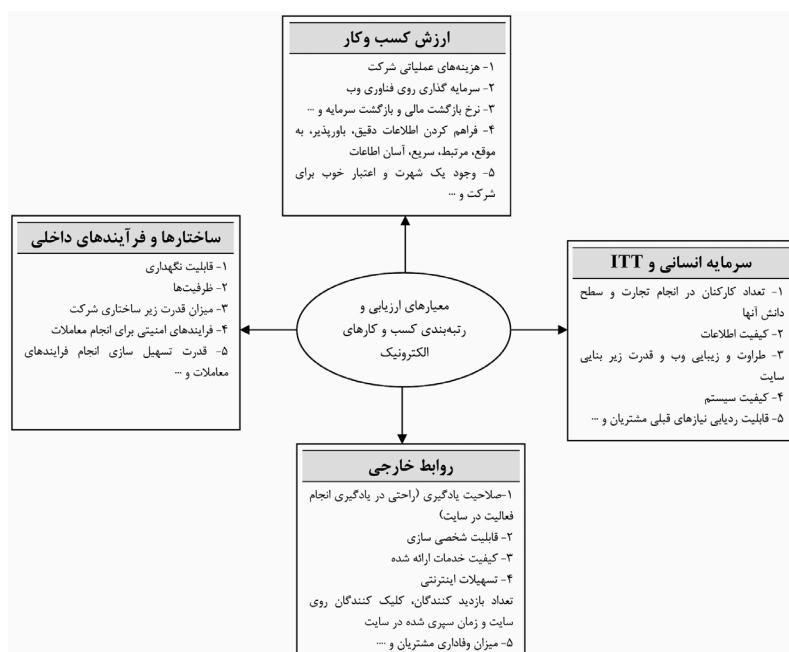 ارزش کسب وکار
۱- هزینه‌های عملیاتی شرکت
۲- سرمایه گذاری روی فناوری وب
۳- نرخ بازگشت مالی و بازگشت سرمایه و ...
۴- فراهم کردن اطلاعات دقیق، باورپذیر، به
موقع، مرتبط، سریع، آسان اطاعات
۵- وجود یک شهرت و اعتبار خوب برای
شرکت و ...
سرمایه انسانی و ITT
۱- تعداد کارکنان در انجام تجارت و سطح
دانش آنها
۲- کیفیت اطلاعات
۳- طراوت و زیبایی وب و قدرت زیر بنایی
سایت
۴- کیفیت سیستم
۵- قابلیت ردیابی نیازهای قبلی مشتریان و ...
معیارهای ارزیابی و
رتبه‌بندی کسب و کارهای
الکترونیک
ساختارها و فرآیندهای داخلی
۱- قابلیت نگهداری
۲- ظرفیت‌ها
۳- میزان قدرت زیر ساختاری شرکت
۴- فرایندهای امنیتی برای انجام معاملات
۵- قدرت تسهیل سازی انجام فرایندهای
معاملات و ...
روابط خارجی
۱-صلاحیت یادگیری (راحتی در یادگیری انجام
فعالیت در سایت)
۲- قابلیت شخصی سازی
۳- کیفیت خدمات ارائه شده
۴- تسهیلات اینترنتی
تعداد بازدید کنندگان، کلیک کنندگان روی
سایت و زمان سپری شده در سایت
۵- میزان وفاداری مشتریان و ....